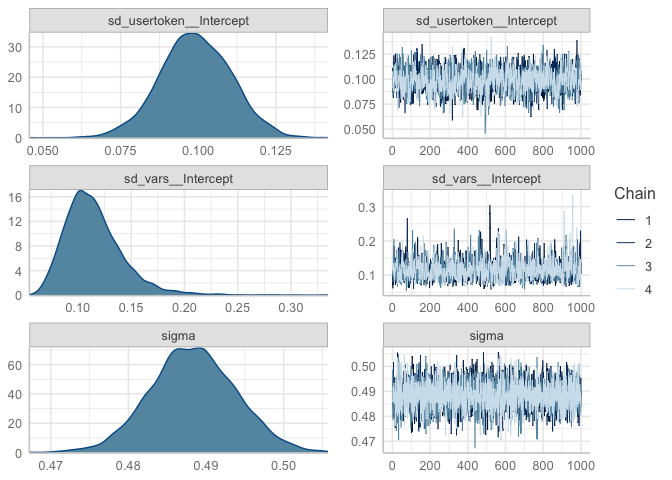 sd_usertoken__Intercept
30
20
10
0
0.050 0.075 0.100 0.125
sd_usertoken__Intercept
0.125
0.100
0.075
0.050
0 200 400 600 800 1000
sd_vars__Intercept
16
12
8
4
0
0.10 0.15 0.20 0.25 0.30
sd_vars__Intercept
0.3
0.2
0.1
0 200 400 600 800 1000
sigma
60
40
20
0
0.47 0.48 0.49 0.50
sigma
0.50
0.49
0.48
0.47
0 200 400 600 800 1000
Chain
1
2
3
4